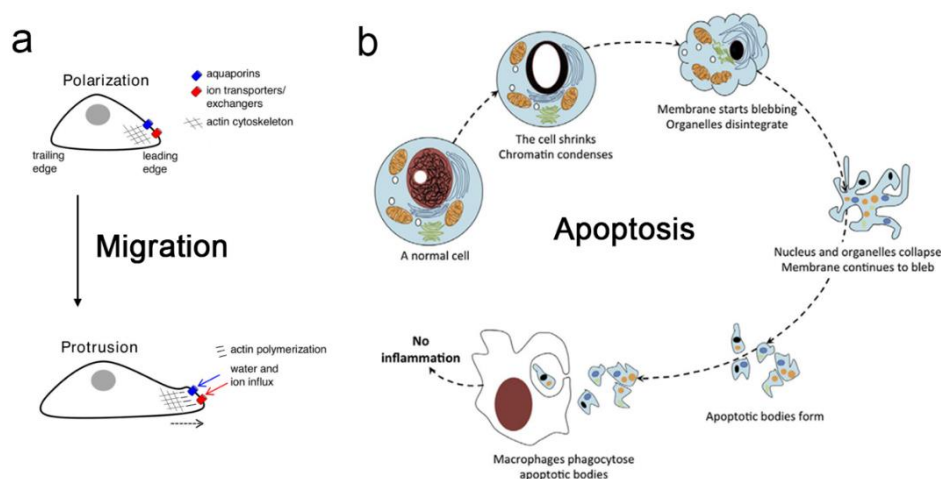 a
Polarization
aquaporins
ion transporters/
exchangers
actin cytoskeleton
trailing
edge
leading
edge
Migration
Protrusion
actin polymerization
water and
ion influx
b
A normal cell
The cell shrinks
Chromatin condenses
Membrane starts blebbing
Organelles disintegrate
Apoptosis
Nucleus and organelles collapse
Membrane continues to bleb
Apoptotic bodies form
No
inflammation
Macrophages phagocytose
apoptotic bodies